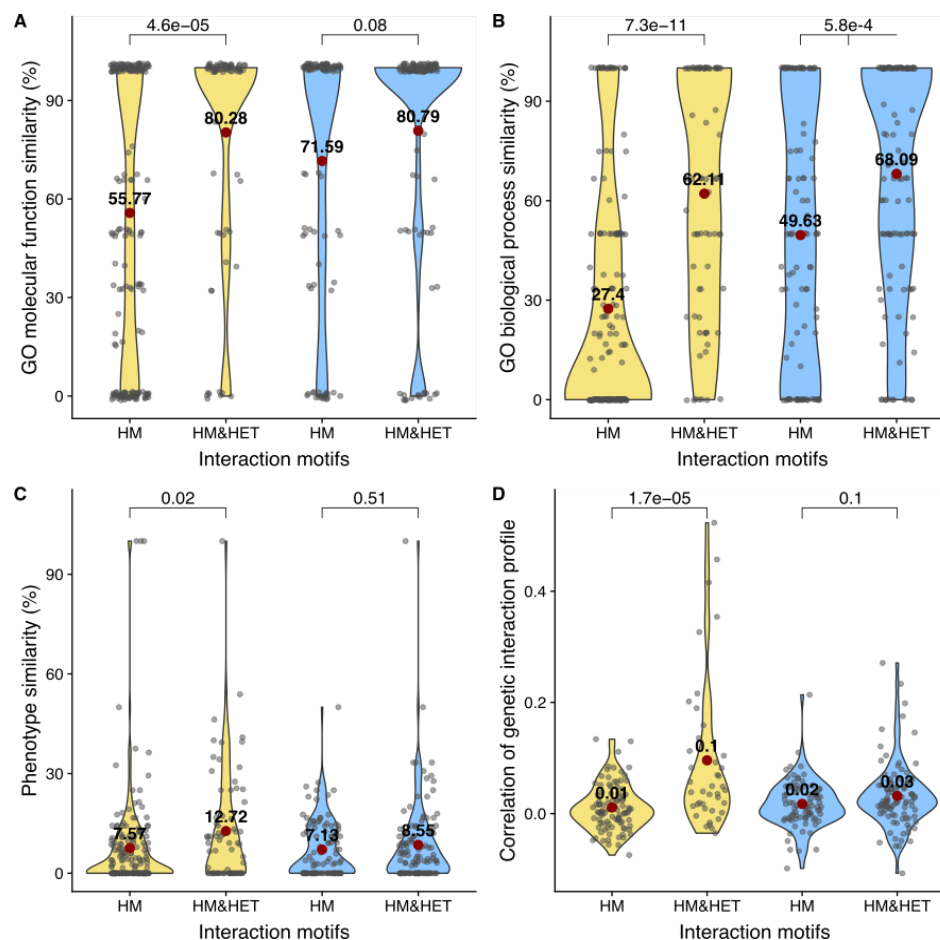 A
4.6e−05
0.08
GO molecular function similarity (%)
90
60
30
0
55.77
80.28
71.59
80.79
HM
HM&HET
HM
HM&HET
Interaction motifs
B
7.3e−11
5.8e−4
GO biological process similarity (%)
90
60
30
0
27.4
62.11
49.63
68.09
HM
HM&HET
HM
HM&HET
Interaction motifs
C
0.02
0.51
Phenotype similarity (%)
90
60
30
0
7.57
12.72
7.13
8.55
HM
HM&HET
HM
HM&HET
Interaction motifs
D
1.7e−05
0.1
Correlation of genetic interaction profile
0.4
0.2
0.0
0.01
0.1
0.02
0.03
HM
HM&HET
HM
HM&HET
Interaction motifs